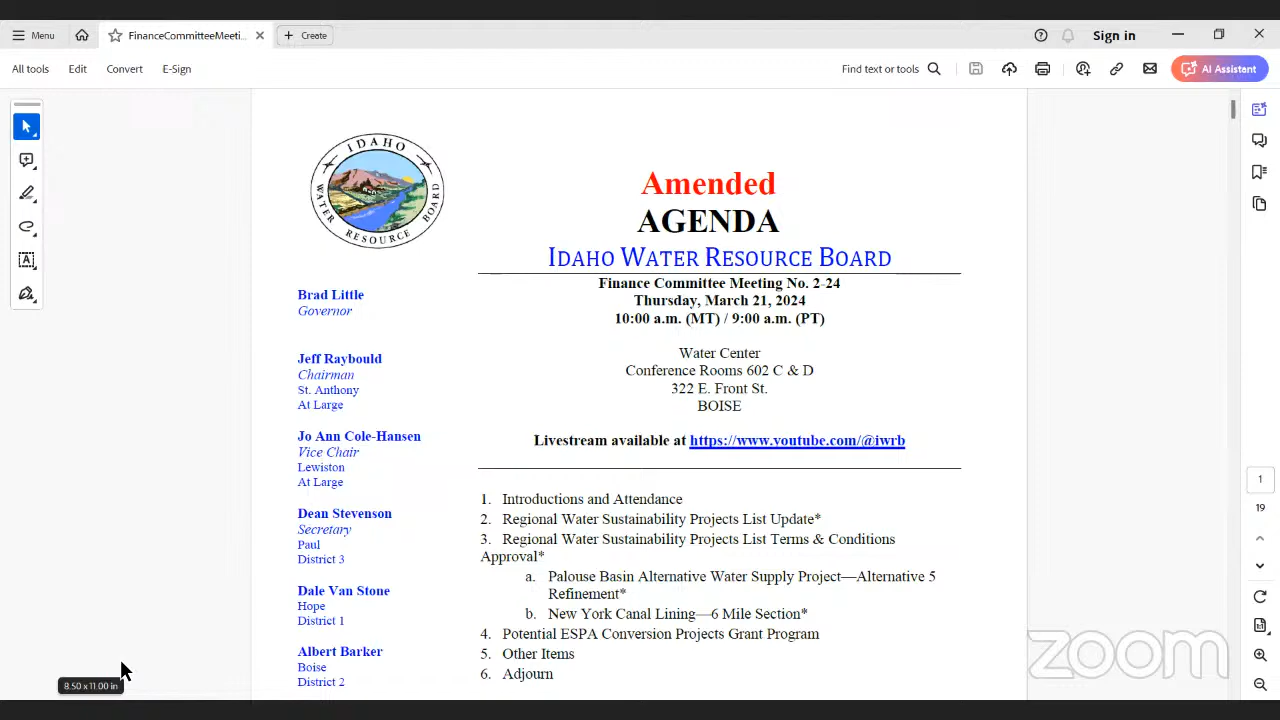 Menu
FinanceCommitteeMeeti...
Create
Sign in
All tools
Edit
Convert
E-Sign
Find text or tools
AI Assistant
IDAHO
WATER RESOURCE BOARD
Amended
AGENDA
IDAHO WATER RESOURCE BOARD
Finance Committee Meeting No. 2-24
Thursday, March 21, 2024
10:00 a.m. (MT) / 9:00 a.m. (PT)
Water Center
Conference Rooms 602 C & D
322 E. Front St.
BOISE
Livestream available at https://www.youtube.com/@iwrb
Brad Little
Governor
Jeff Raybould
Chairman
St. Anthony
At Large
Jo Ann Cole-Hansen
Vice Chair
Lewiston
At Large
Dean Stevenson
Secretary
Paul
District 3
Dale Van Stone
Hope
District 1
Albert Barker
Boise
District 2
1. Introductions and Attendance
2. Regional Water Sustainability Projects List Update*
3. Regional Water Sustainability Projects List Terms & Conditions
Approval*
a. Palouse Basin Alternative Water Supply Project—Alternative 5
Refinement*
b. New York Canal Lining—6 Mile Section*
4. Potential ESPA Conversion Projects Grant Program
5. Other Items
6. Adjourn
1
19
8.50 x 11.00 in
zoom